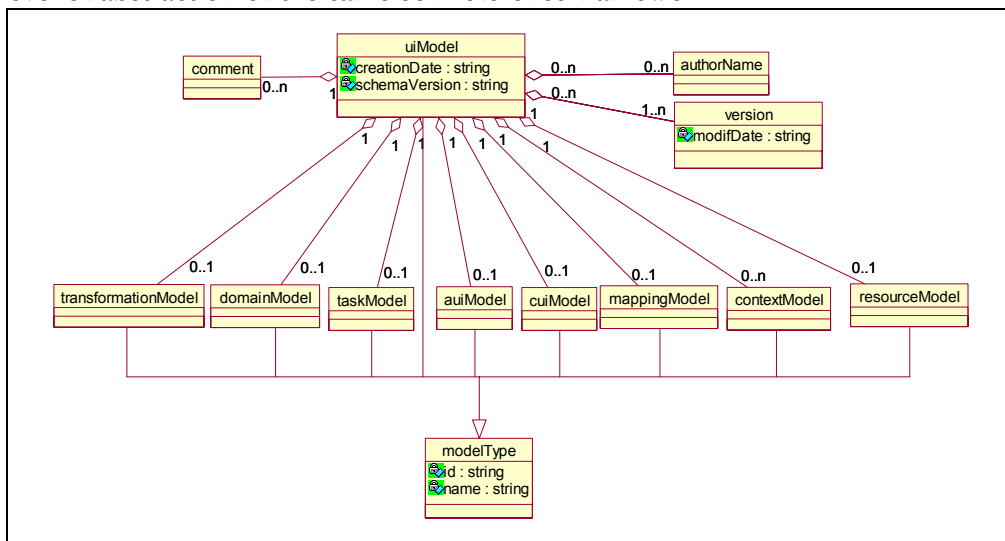 uiModel
creationDate : string
schemaVersion : string
comment
0..n
1
authorName
0..n
0..n
0..n
version
modifDate : string
1..n
1
1
1
1
1
1
1
1
1
0..1
0..1
0..1
0..1
0..1
0..1
0..n
0..1
transformationModel
domainModel
taskModel
auiModel
cuiModel
mappingModel
contextModel
resourceModel
modelType
id : string
name : string